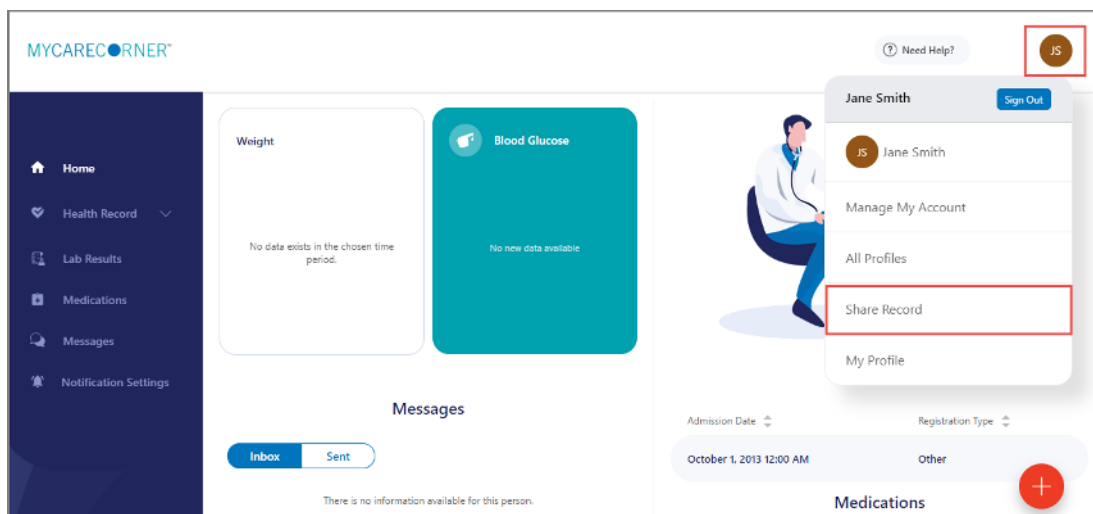 MYCARECORNER
Need Help?
JS
Jane Smith
Sign Out
JS
Jane Smith
Manage My Account
All Profiles
Share Record
My Profile
Home
Health Record
Lab Results
Medications
Messages
Notification Settings
Weight
No data exists in the chosen time
period.
Blood Glucose
No new data available
Messages
Inbox
Sent
There is no information available for this person.
Admission Date
Registration Type
October 1, 2013 12:00 AM
Other
Medications